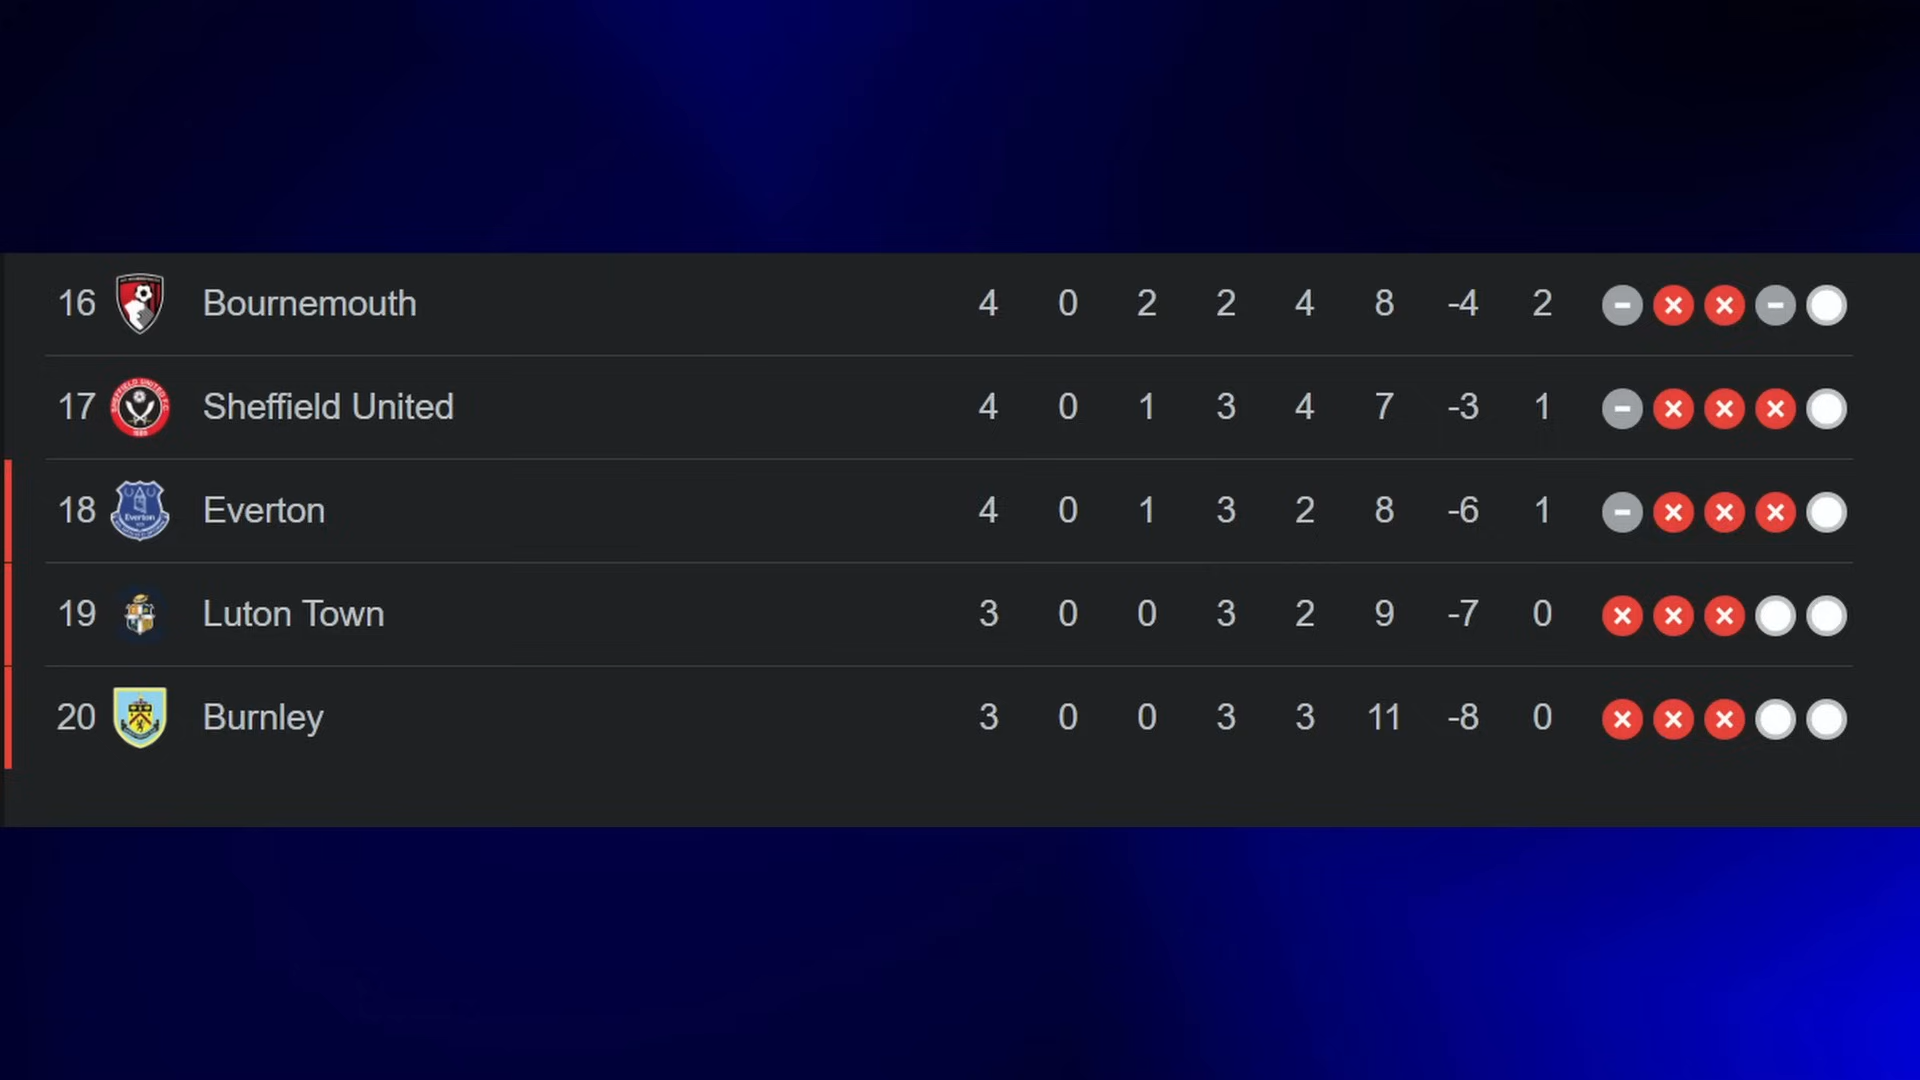 16 Bournemouth 4 0 2 2 4 8 -4 2
17 Sheffield United 4 0 1 3 4 7 -3 1
18 Everton 4 0 1 3 2 8 -6 1
19 Luton Town 3 0 0 3 2 9 -7 0
20 Burnley 3 0 0 3 3 11 -8 0